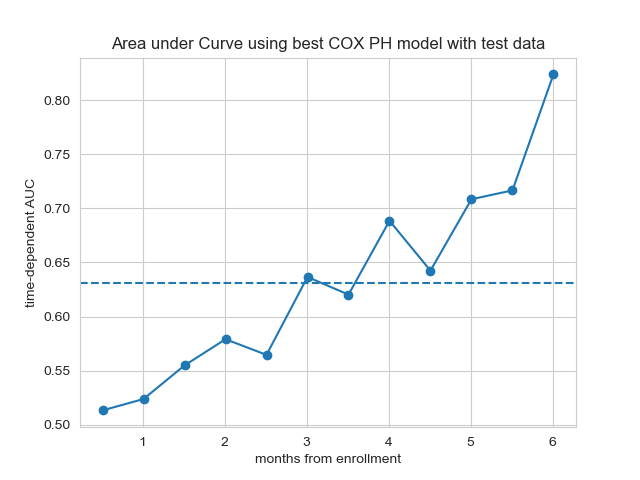 Area under Curve using best COX PH model with test data
time-dependent AUC
0.80
0.75
0.70
0.65
0.60
0.55
0.50
1 2 3 4 5 6
months from enrollment